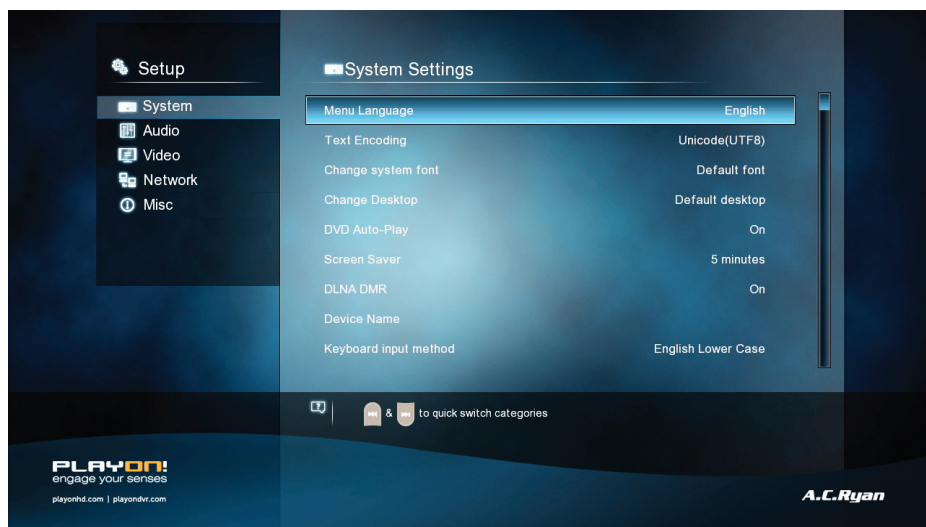 Setup
System
Audio
Video
Network
Misc
System Settings
Menu Language English
Text Encoding Unicode(UTF8)
Change system font Default font
Change Desktop Default desktop
DVD Auto-Play On
Screen Saver 5 minutes
DLNA DMR On
Device Name
Keyboard input method English Lower Case
& to quick switch categories
PLAYON!
engage your senses
playonhd.com | playondvr.com
A.C.Ryan